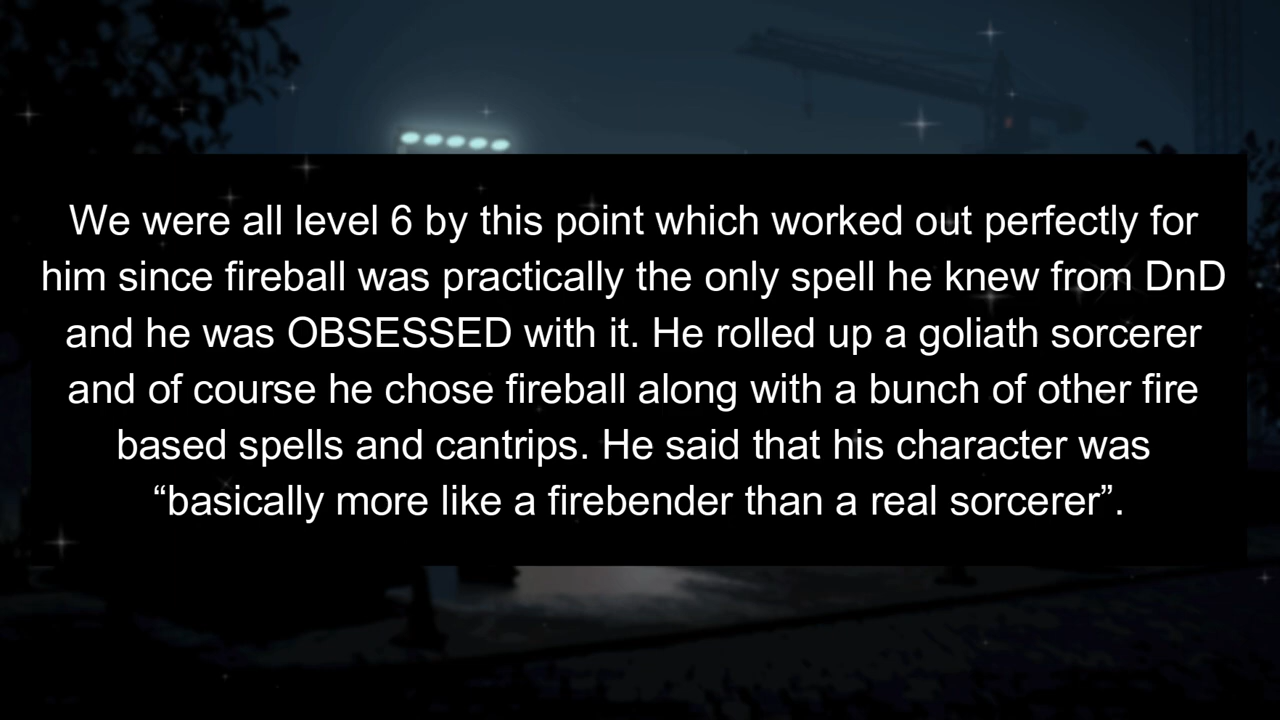 We were all level 6 by this point which worked out perfectly for
him since fireball was practically the only spell he knew from DnD
and he was OBSESSED with it. He rolled up a goliath sorcerer
and of course he chose fireball along with a bunch of other fire
based spells and cantrips. He said that his character was
“basically more like a firebender than a real sorcerer”.